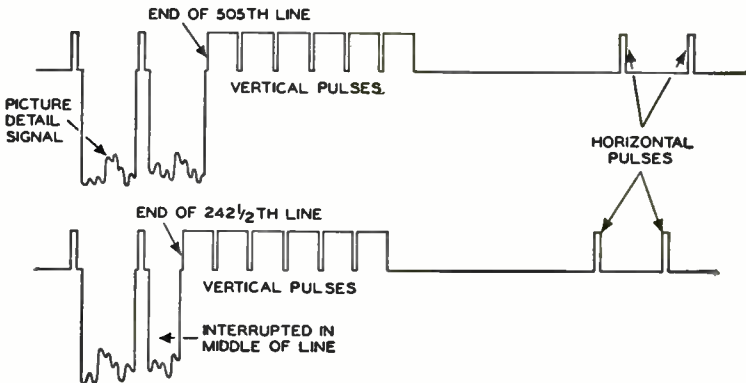 END OF 505TH LINE
VERTICAL PULSES
PICTURE
DETAIL
SIGNAL
HORIZONTAL
PULSES
END OF 242½TH LINE
VERTICAL PULSES
INTERRUPTED IN
MIDDLE OF LINE